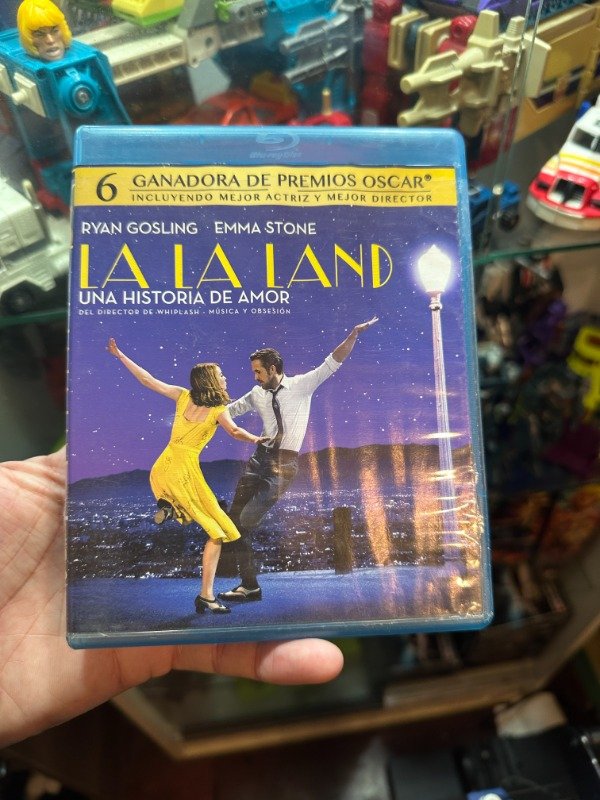 Blu-ray Disc
6 GANADORA DE PREMIOS OSCAR®
INCLUYENDO MEJOR ACTRIZ Y MEJOR DIRECTOR
RYAN GOSLING EMMA STONE
LA LA LAND
UNA HISTORIA DE AMOR
DEL DIRECTOR DE WHIPLASH - MÚSICA Y OBSESIÓN